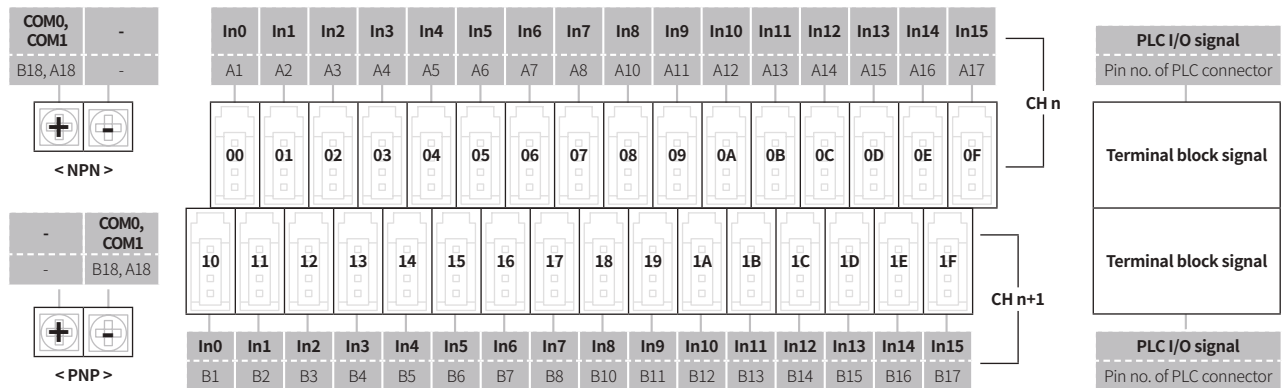 COM0, COM1 -
B18, A18 -
+ -
< NPN >
- COM0, COM1
- B18, A18
+ -
< PNP >
In0 In1 In2 In3 In4 In5 In6 In7 In8 In9 In10 In11 In12 In13 In14 In15
A1 A2 A3 A4 A5 A6 A7 A8 A10 A11 A12 A13 A14 A15 A16 A17
00 01 02 03 04 05 06 07 08 09 0A 0B 0C 0D 0E 0F
CH n
10 11 12 13 14 15 16 17 18 19 1A 1B 1C 1D 1E 1F
CH n+1
In0 In1 In2 In3 In4 In5 In6 In7 In8 In9 In10 In11 In12 In13 In14 In15
B1 B2 B3 B4 B5 B6 B7 B8 B10 B11 B12 B13 B14 B15 B16 B17
PLC I/O signal
Pin no. of PLC connector
Terminal block signal
Terminal block signal
PLC I/O signal
Pin no. of PLC connector